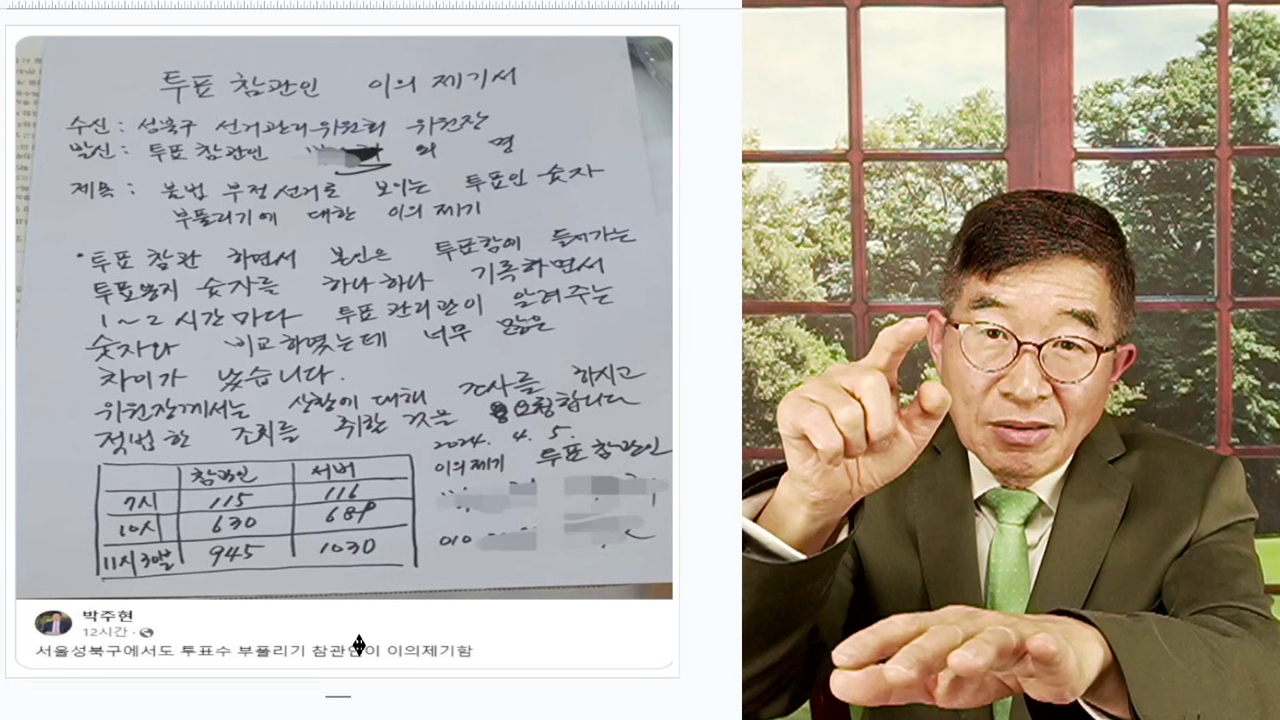 투표 참관인 이의 제기서
수신 : 성북구 선거관리위원회 위원장
발신 : 투표 참관인 외 명
제목 : 불법 부정선거로 보이는 투표인 숫자
부풀리기에 대한 이의 제기
• 투표 참관 하면서 본인은 투표함에 들어가는
투표용지 숫자를 하나하나 기록하면서
1~2 시간마다 투표관리관이 알려주는
숫자와 비교하였는데 너무 많은
차이가 났습니다.
위원장께서는 상황에 대해 조사를 하시고
적법한 조치를 취할 것을 요청합니다
2024. 4. 5.
이의제기 투표 참관인
참관인 서버
7시 115 116
10시 630 689
11시 30분 945 1030
010
박주현
12시간 ·
서울성북구에서도 투표수 부풀리기 참관인이 이의제기함